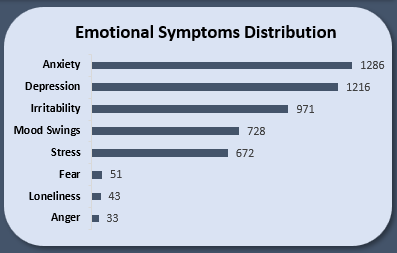 Emotional Symptoms Distribution
Anxiety 1286
Depression 1216
Irritability 971
Mood Swings 728
Stress 672
Fear 51
Loneliness 43
Anger 33